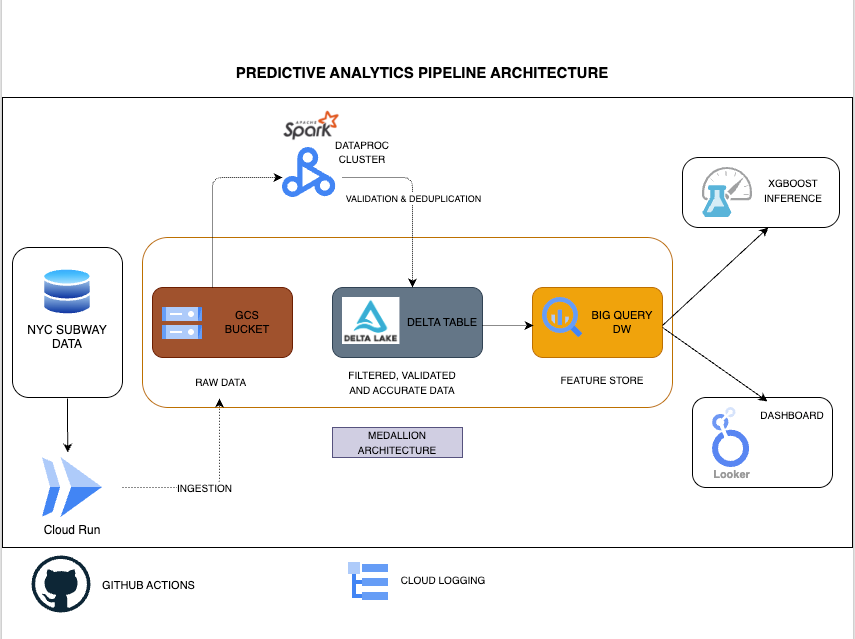 PREDICTIVE ANALYTICS PIPELINE ARCHITECTURE
APACHE
Spark
DATAPROC
CLUSTER
VALIDATION & DEDUPLICATION
XGBOOST
INFERENCE
NYC SUBWAY
DATA
GCS
BUCKET
DELTA LAKE
DELTA TABLE
BIG QUERY
DW
RAW DATA
FILTERED, VALIDATED
AND ACCURATE DATA
FEATURE STORE
MEDALLION
ARCHITECTURE
DASHBOARD
Looker
INGESTION
Cloud Run
GITHUB ACTIONS
CLOUD LOGGING